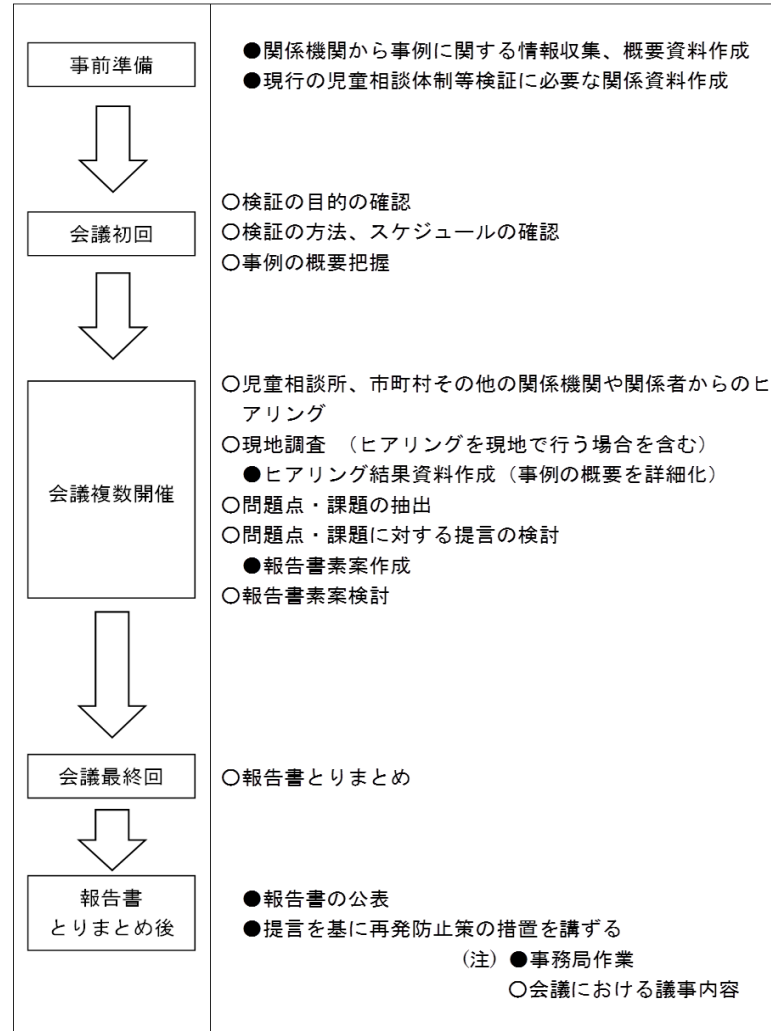 事前準備
●関係機関から事例に関する情報収集、概要資料作成
●現行の児童相談体制等検証に必要な関係資料作成
会議初回
○検証の目的の確認
○検証の方法、スケジュールの確認
○事例の概要把握
会議複数開催
○児童相談所、市町村その他の関係機関や関係者からのヒ
アリング
○現地調査 （ヒアリングを現地で行う場合を含む）
●ヒアリング結果資料作成（事例の概要を詳細化）
○問題点・課題の抽出
○問題点・課題に対する提言の検討
●報告書素案作成
○報告書素案検討
会議最終回
○報告書とりまとめ
報告書
とりまとめ後
●報告書の公表
●提言を基に再発防止策の措置を講ずる
（注）●事務局作業
○会議における議事内容